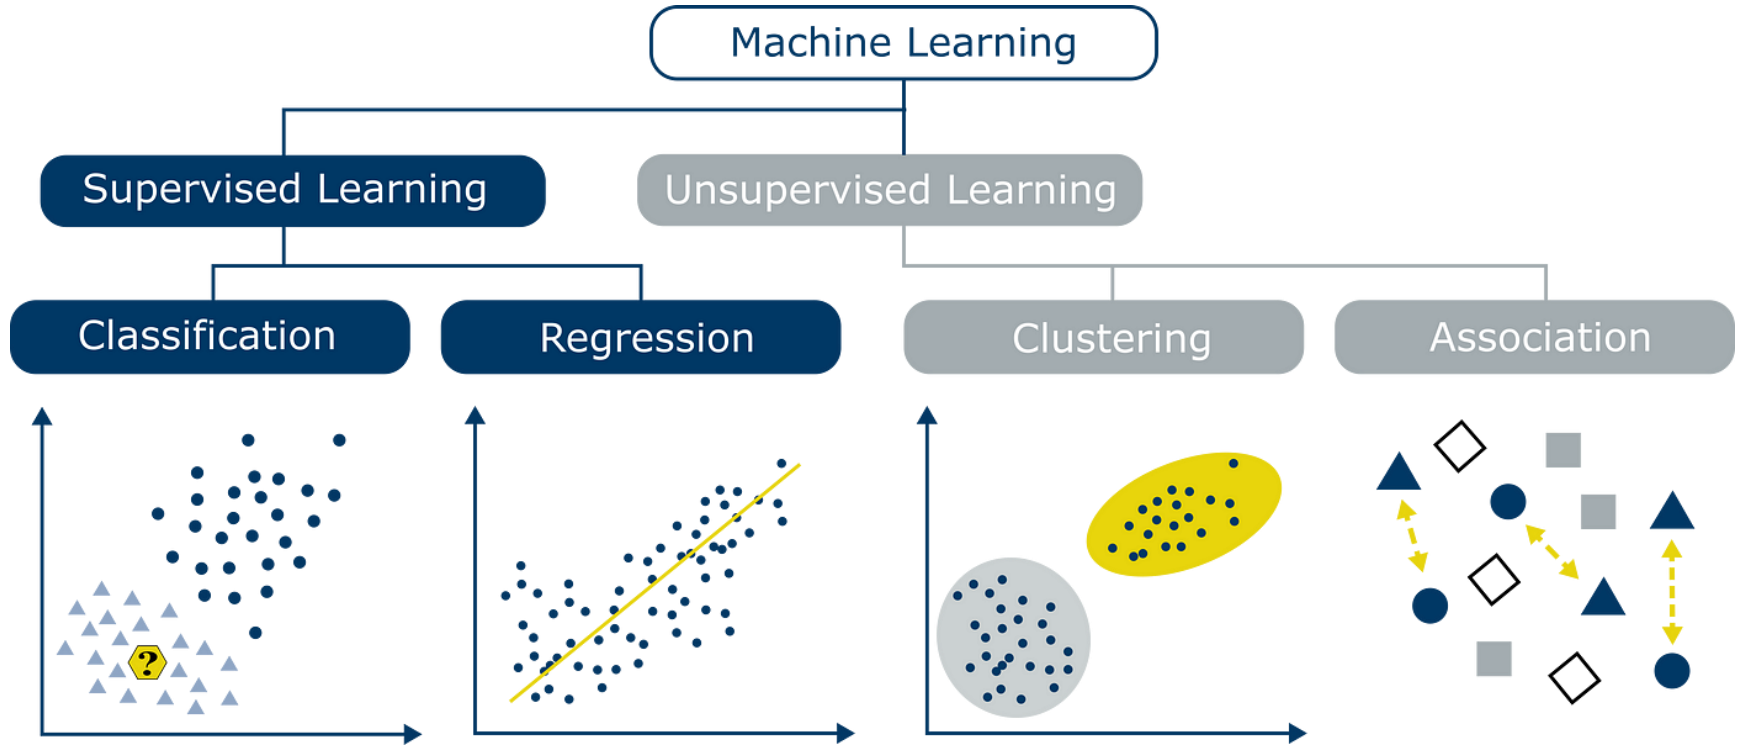 Machine Learning
Supervised Learning
Unsupervised Learning
Classification
Regression
Clustering
Association
?